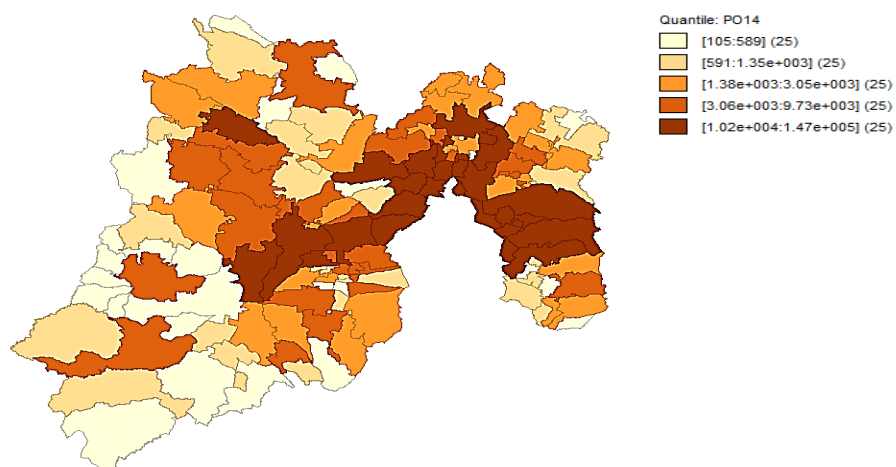 Quantile: PO14
[105:589] (25)
[591:1.35e+003] (25)
[1.38e+003:3.05e+003] (25)
[3.06e+003:9.73e+003] (25)
[1.02e+004:1.47e+005] (25)